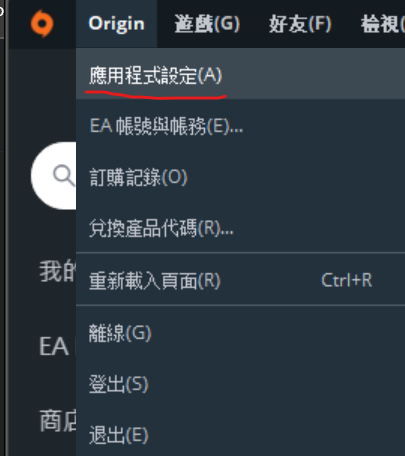 Origin 遊戲(G) 好友(F) 檢視(
應用程式設定(A)
EA 帳號與帳務(E)...
訂購記錄(O)
兌換產品代碼(R)...
我的
重新載入頁面(R) Ctrl+R
離線(G)
EA
登出(S)
商店
退出(E)